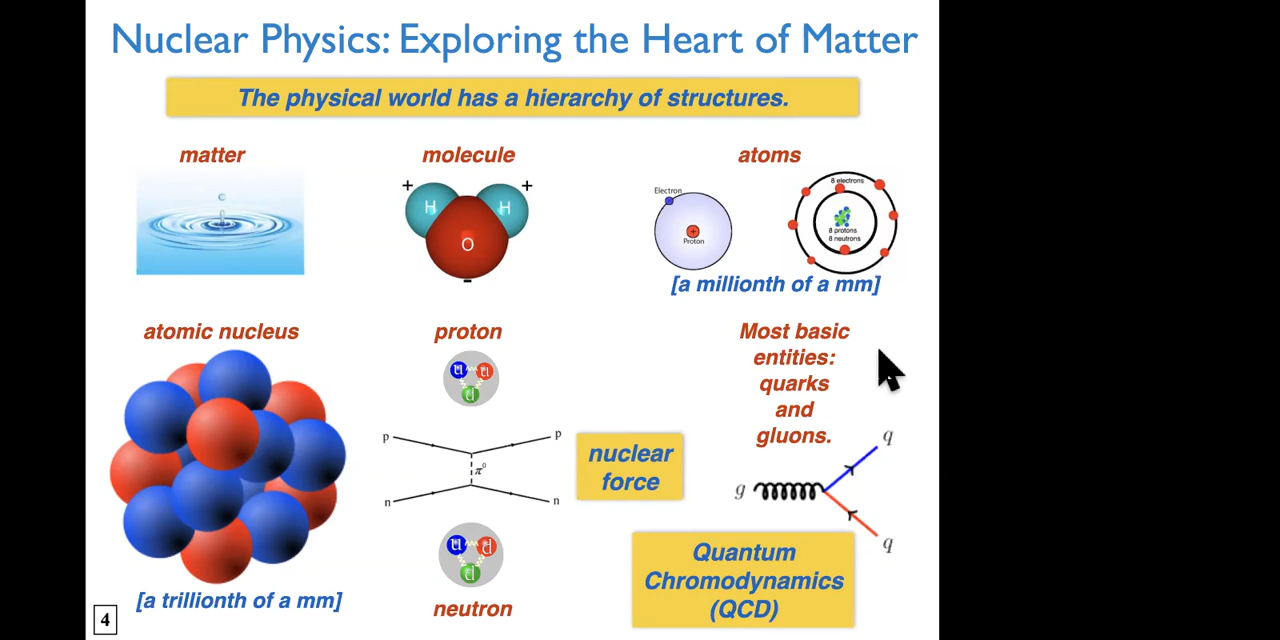 Nuclear Physics: Exploring the Heart of Matter
The physical world has a hierarchy of structures.
matter
molecule
atoms
+
+
H
H
O
-
Electron
+
Proton
8 electrons
8 protons
8 neutrons
[a millionth of a mm]
atomic nucleus
proton
Most basic
entities:
quarks
and
gluons.
u u
d
p
p
π⁰
n
n
nuclear
force
g
q
q
u d
d
Quantum
Chromodynamics
(QCD)
[a trillionth of a mm]
neutron
4